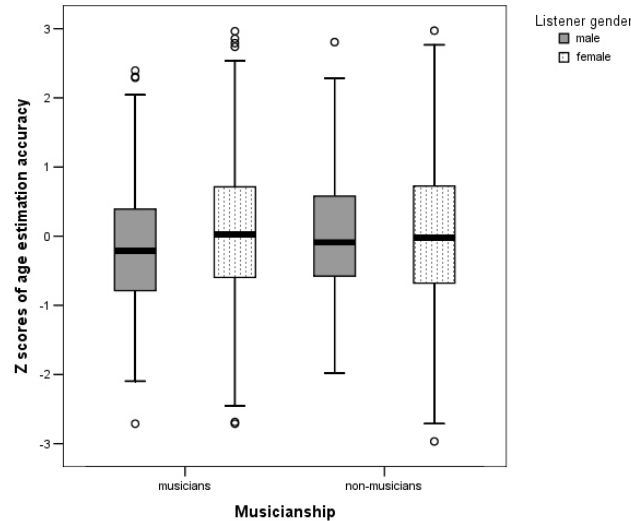 Listener gender
male
female
Z scores of age estimation accuracy
3
2
1
0
-1
-2
-3
musicians non-musicians
Musicianship